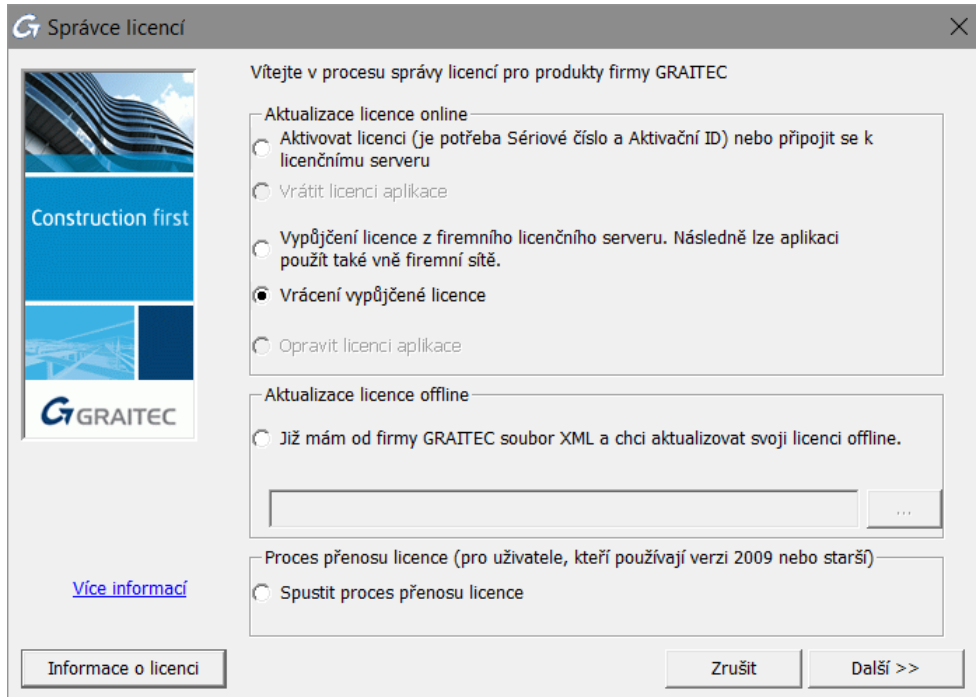 Správce licencí
Vítejte v procesu správy licencí pro produkty firmy GRAITEC
Aktualizace licence online
Aktivovat licenci (je potřeba Sériové číslo a Aktivační ID) nebo připojit se k
licenčnímu serveru
Vrátit licenci aplikace
Construction first
Vypůjčení licence z firemního licenčního serveru. Následně lze aplikaci
použít také vně firemní sítě.
Vrácení vypůjčené licence
Opravit licenci aplikace
Aktualizace licence offline
GRAITEC
Již mám od firmy GRAITEC soubor XML a chci aktualizovat svoji licenci offline.
...
Proces přenosu licence (pro uživatele, kteří používají verzi 2009 nebo starší)
Více informací
Spustit proces přenosu licence
Informace o licenci
Zrušit
Další >>